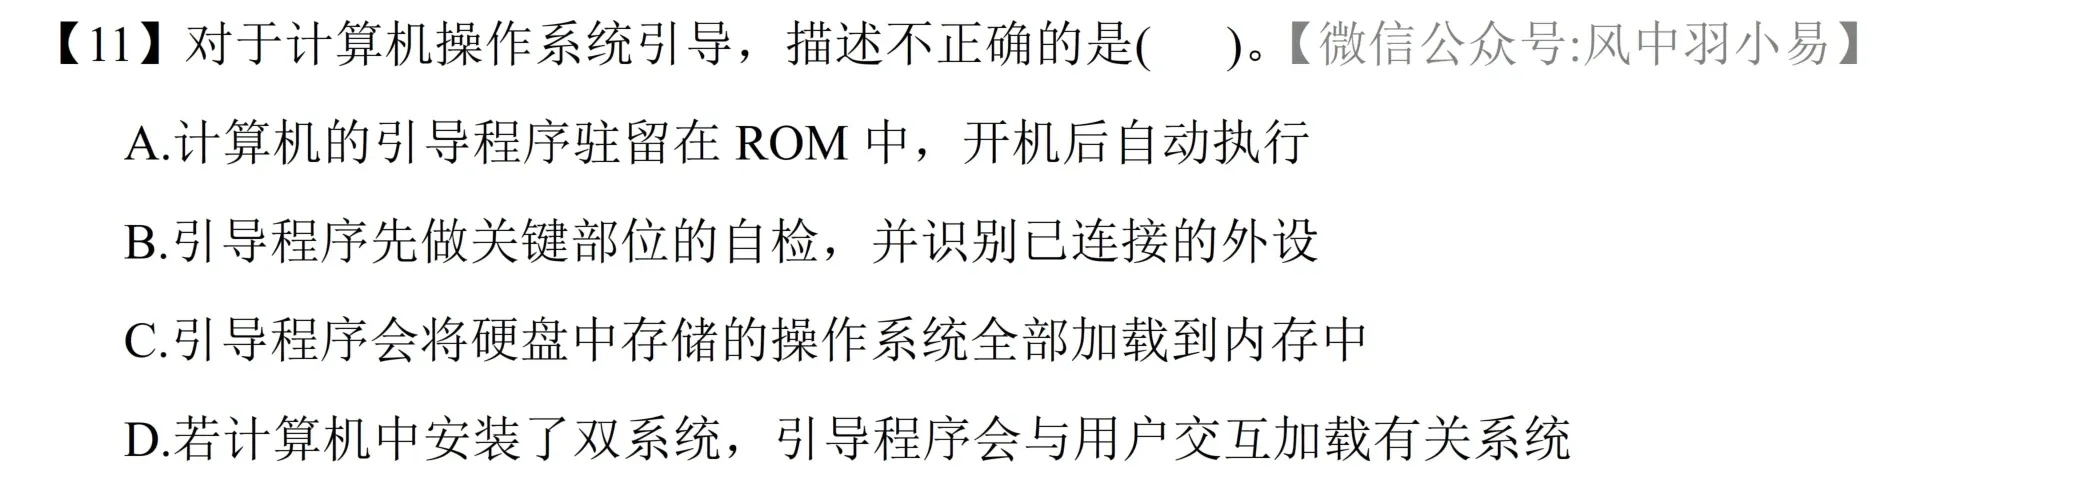 【11】对于计算机操作系统引导，描述不正确的是(    )。【微信公众号:风中羽小易】
A.计算机的引导程序驻留在 ROM 中，开机后自动执行
B.引导程序先做关键部位的自检，并识别已连接的外设
C.引导程序会将硬盘中存储的操作系统全部加载到内存中
D.若计算机中安装了双系统，引导程序会与用户交互加载有关系统